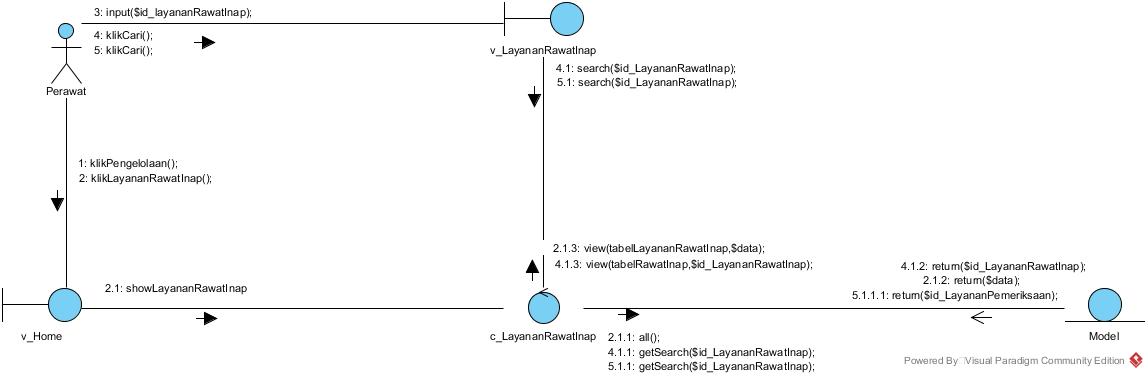 3: input($id_layananRawatInap);
4: klikCari();
5: klikCari();
v_LayananRawatInap
4.1: search($id_LayananRawatInap);
5.1: search($id_LayananRawatInap);
Perawat
1: klikPengelolaan();
2: klikLayananRawatInap();
2.1.3: view(tabelLayananRawatInap,$data);
4.1.3: view(tabelRawatInap,$id_LayananRawatInap);
4.1.2: return($id_LayananRawatInap);
2.1.2: return($data);
5.1.1.1: return($id_LayananPemeriksaan);
2.1: showLayananRawatInap
v_Home
c_LayananRawatInap
Model
2.1.1: all();
4.1.1: getSearch($id_LayananRawatInap);
5.1.1: getSearch($id_LayananRawatInap);
Powered By Visual Paradigm Community Edition